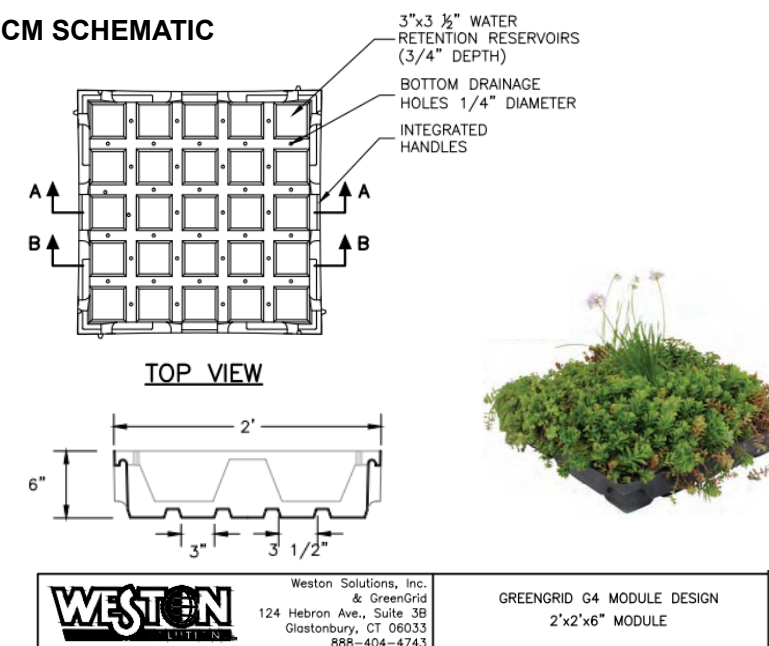 CM SCHEMATIC
3"x3 ½" WATER
RETENTION RESERVOIRS
(3/4" DEPTH)
BOTTOM DRAINAGE
HOLES 1/4" DIAMETER
INTEGRATED
HANDLES
A A
B B
TOP VIEW
2'
6"
3" 3 1/2"
WESTON
Weston Solutions, Inc.
& GreenGrid
124 Hebron Ave., Suite 3B
Glastonbury, CT 06033
888-404-4743
GREENGRID G4 MODULE DESIGN
2'x2'x6" MODULE